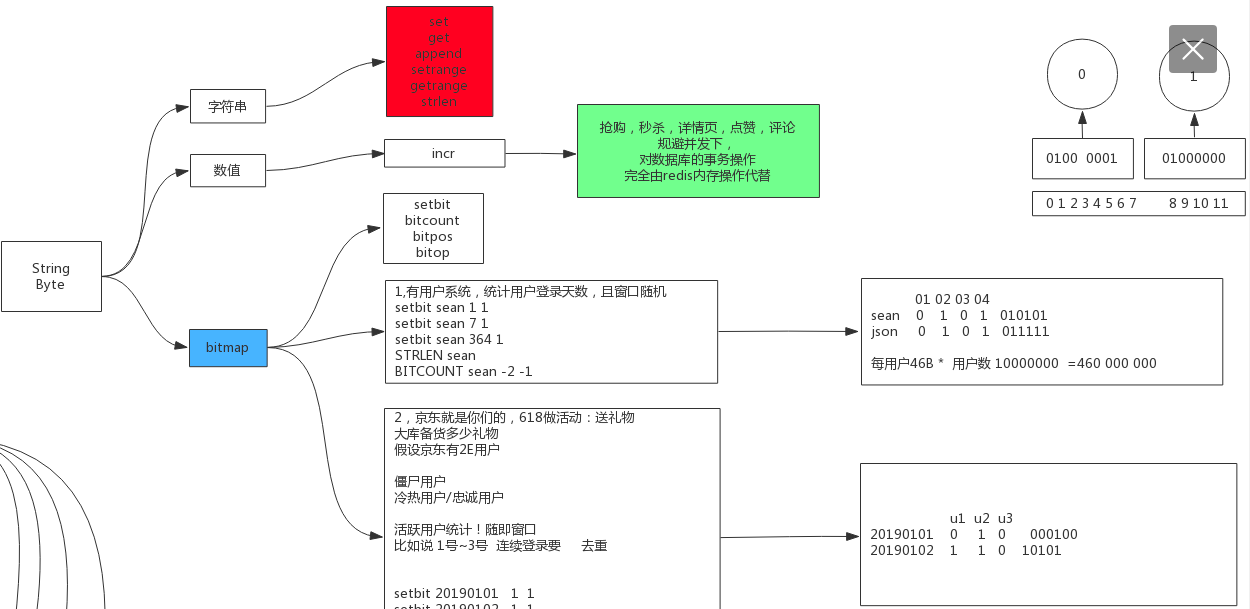 String
Byte
字符串
数值
bitmap
set
get
append
setrange
getrange
strlen
incr
抢购，秒杀，详情页，点赞，评论
规避并发下，
对数据库的事务操作
完全由redis内存操作代替
setbit
bitcount
bitpos
bitop
1,有用户系统，统计用户登录天数，且窗口随机
setbit sean 1 1
setbit sean 7 1
setbit sean 364 1
STRLEN sean
BITCOUNT sean -2 -1
01 02 03 04
sean 0 1 0 1 010101
json 0 1 0 1 011111
每用户46B * 用户数 10000000 =460 000 000
2，京东就是你们的，618做活动：送礼物
大库备货多少礼物
假设京东有2E用户
僵尸用户
冷热用户/忠诚用户
活跃用户统计！随即窗口
比如说 1号~3号 连续登录要 去重
setbit 20190101 1 1
setbit 20190102 1 1
u1 u2 u3
20190101 0 1 0 000100
20190102 1 1 0 10101
0
1
0100 0001
01000000
0 1 2 3 4 5 6 7 8 9 10 11